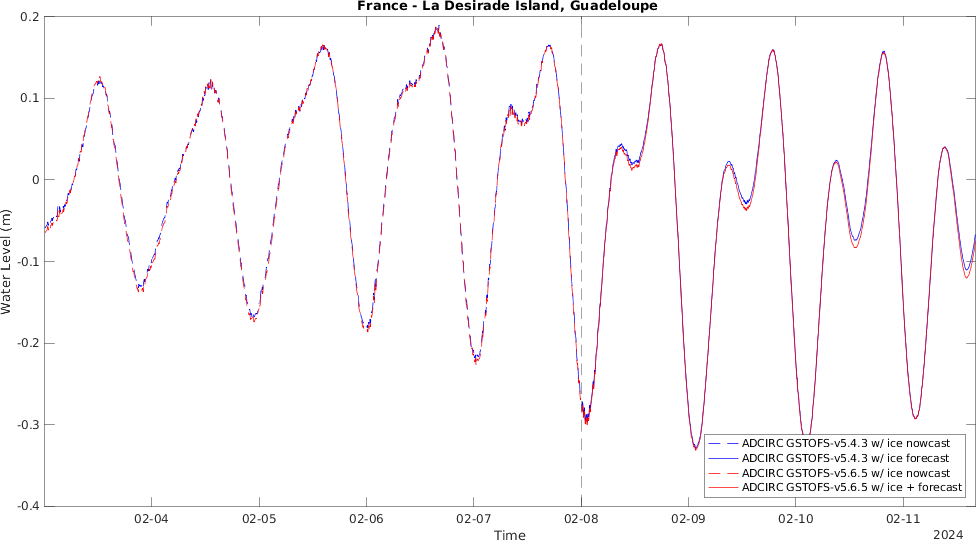 France - La Desirade Island, Guadeloupe
Water Level (m)
0.2
0.1
0
-0.1
-0.2
-0.3
-0.4
ADCIRC GSTOFS-v5.4.3 w/ ice nowcast
ADCIRC GSTOFS-v5.4.3 w/ ice forecast
ADCIRC GSTOFS-v5.6.5 w/ ice nowcast
ADCIRC GSTOFS-v5.6.5 w/ ice + forecast
02-04 02-05 02-06 02-07 02-08 02-09 02-10 02-11
Time
2024